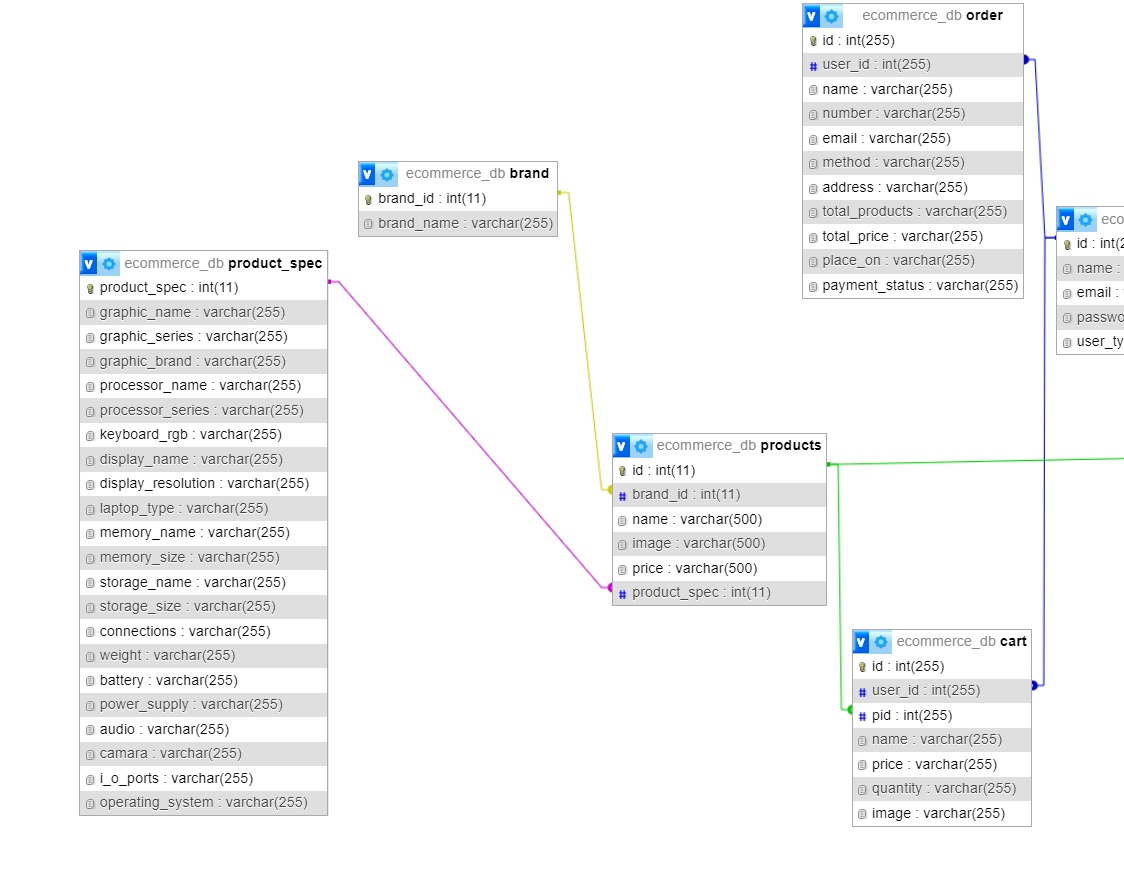 v ecommerce_db order
id : int(255)
# user_id : int(255)
name : varchar(255)
number : varchar(255)
email : varchar(255)
method : varchar(255)
address : varchar(255)
total_products : varchar(255)
total_price : varchar(255)
place_on : varchar(255)
payment_status : varchar(255)
v ecommerce_db brand
brand_id : int(11)
brand_name : varchar(255)
v eco
id : int(2
name :
email :
passwo
user_ty
v ecommerce_db product_spec
product_spec : int(11)
graphic_name : varchar(255)
graphic_series : varchar(255)
graphic_brand : varchar(255)
processor_name : varchar(255)
processor_series : varchar(255)
keyboard_rgb : varchar(255)
display_name : varchar(255)
display_resolution : varchar(255)
laptop_type : varchar(255)
memory_name : varchar(255)
memory_size : varchar(255)
storage_name : varchar(255)
storage_size : varchar(255)
connections : varchar(255)
weight : varchar(255)
battery : varchar(255)
power_supply : varchar(255)
audio : varchar(255)
camara : varchar(255)
i_o_ports : varchar(255)
operating_system : varchar(255)
v ecommerce_db products
id : int(11)
# brand_id : int(11)
name : varchar(500)
image : varchar(500)
price : varchar(500)
# product_spec : int(11)
v ecommerce_db cart
id : int(255)
# user_id : int(255)
# pid : int(255)
name : varchar(255)
price : varchar(255)
quantity : varchar(255)
image : varchar(255)